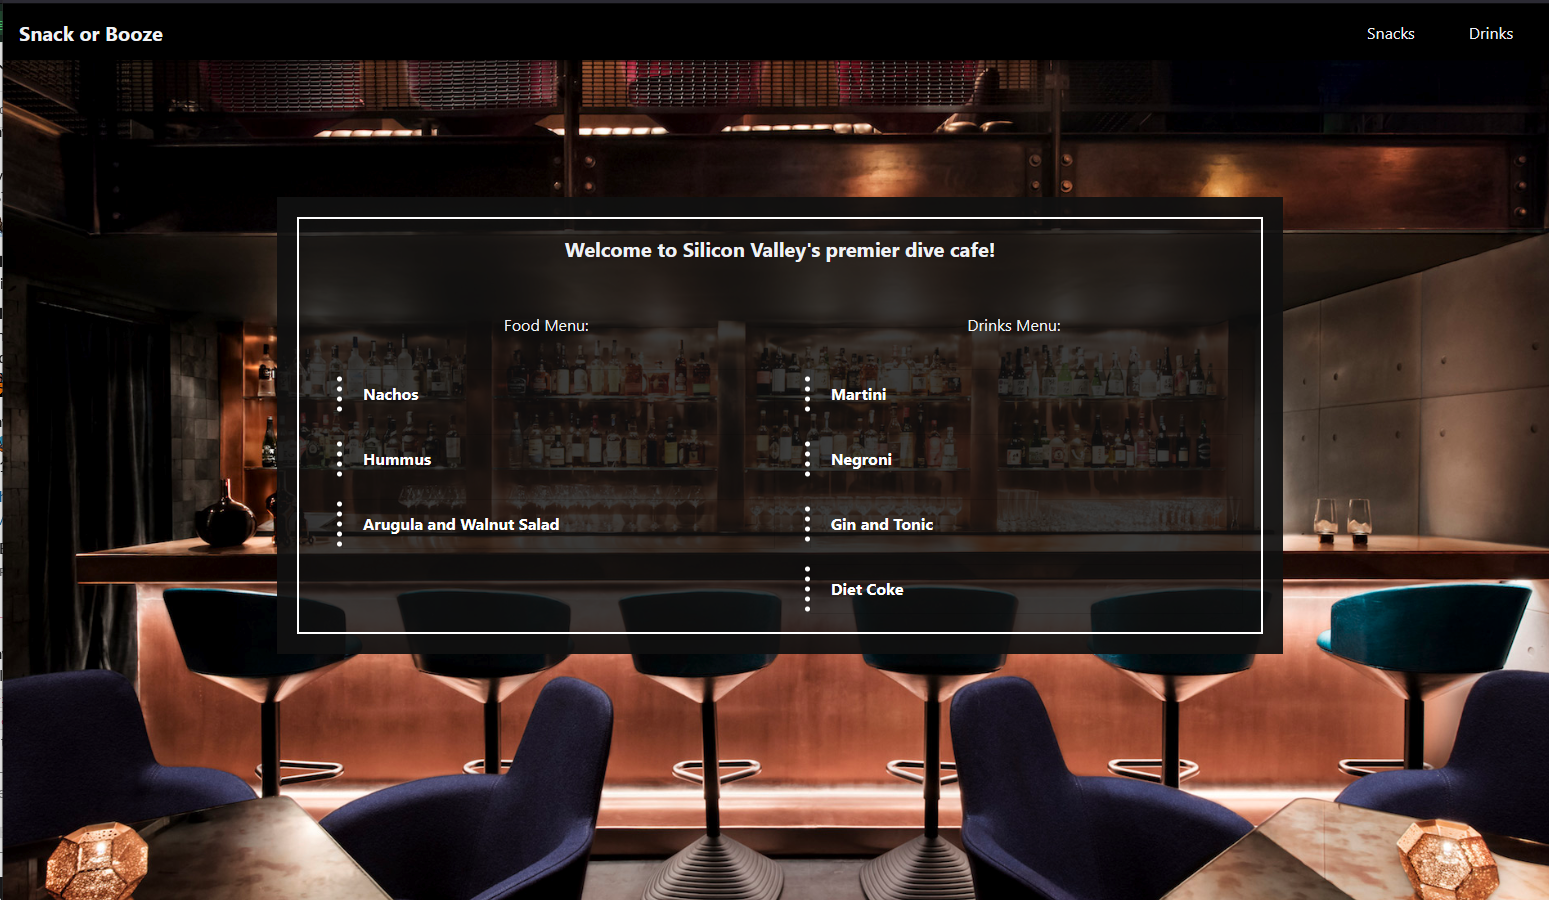 Snack or Booze
Snacks
Drinks
Welcome to Silicon Valley's premier dive cafe!
Food Menu:
Nachos
Hummus
Arugula and Walnut Salad
Drinks Menu:
Martini
Negroni
Gin and Tonic
Diet Coke